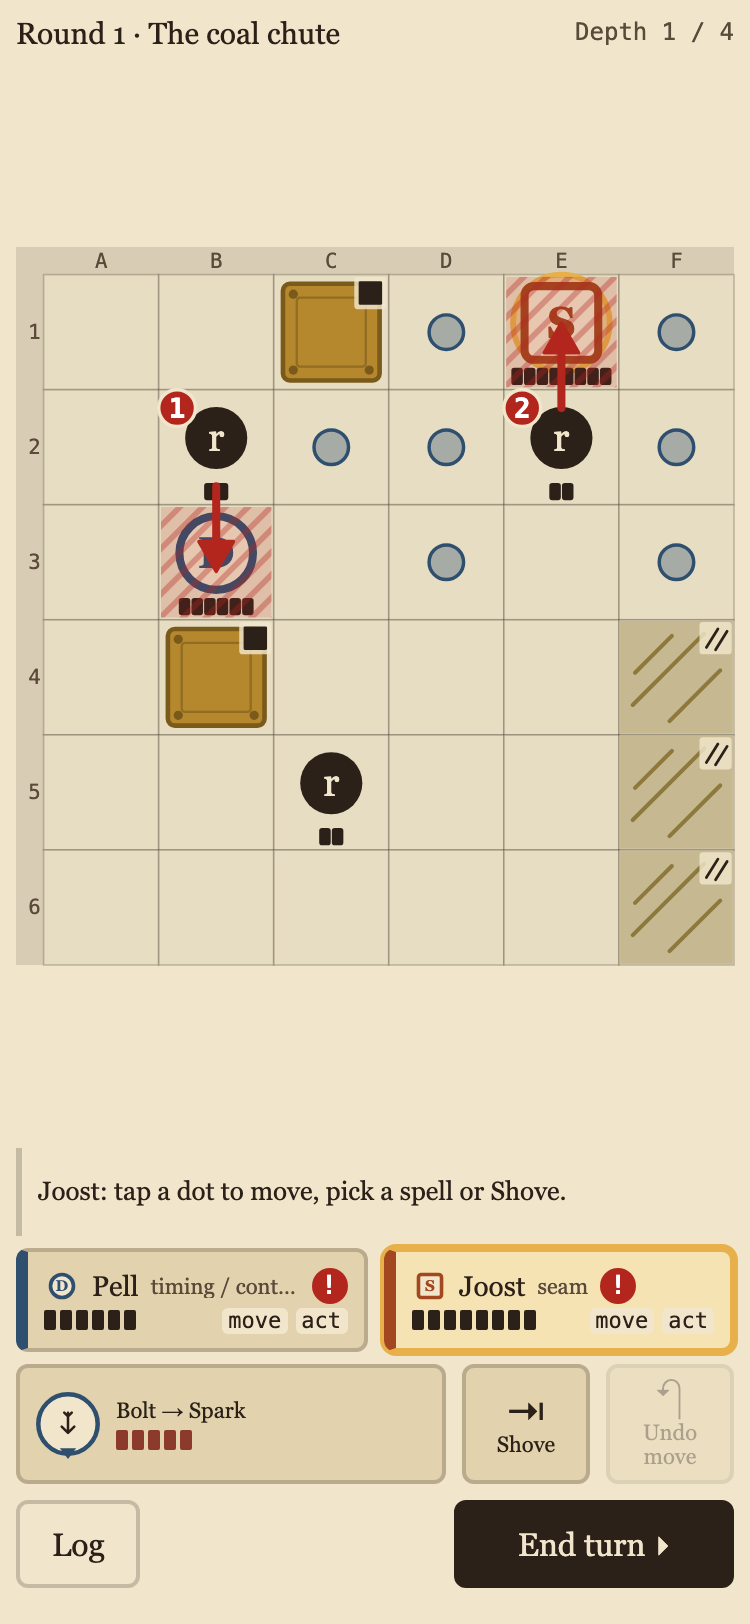 Round 1 · The coal chute
Depth 1 / 4
A B C D E F
1
S
2
1
r
2
r
3
4
5
r
6
Joost: tap a dot to move, pick a spell or Shove.
D Pell timing / cont... !
move act
S Joost seam !
move act
Bolt → Spark
Shove
Undo
move
Log
End turn